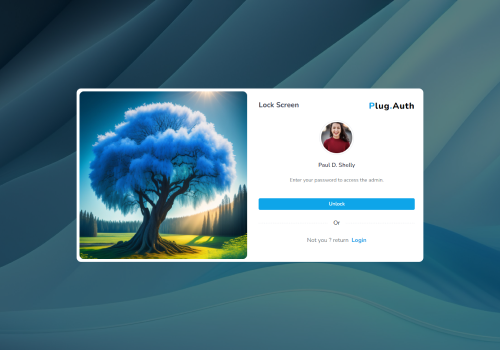 Lock Screen
Plug.Auth
Paul D. Shelly
Enter your password to access the admin.
Unlock
Or
Not you ? return Login